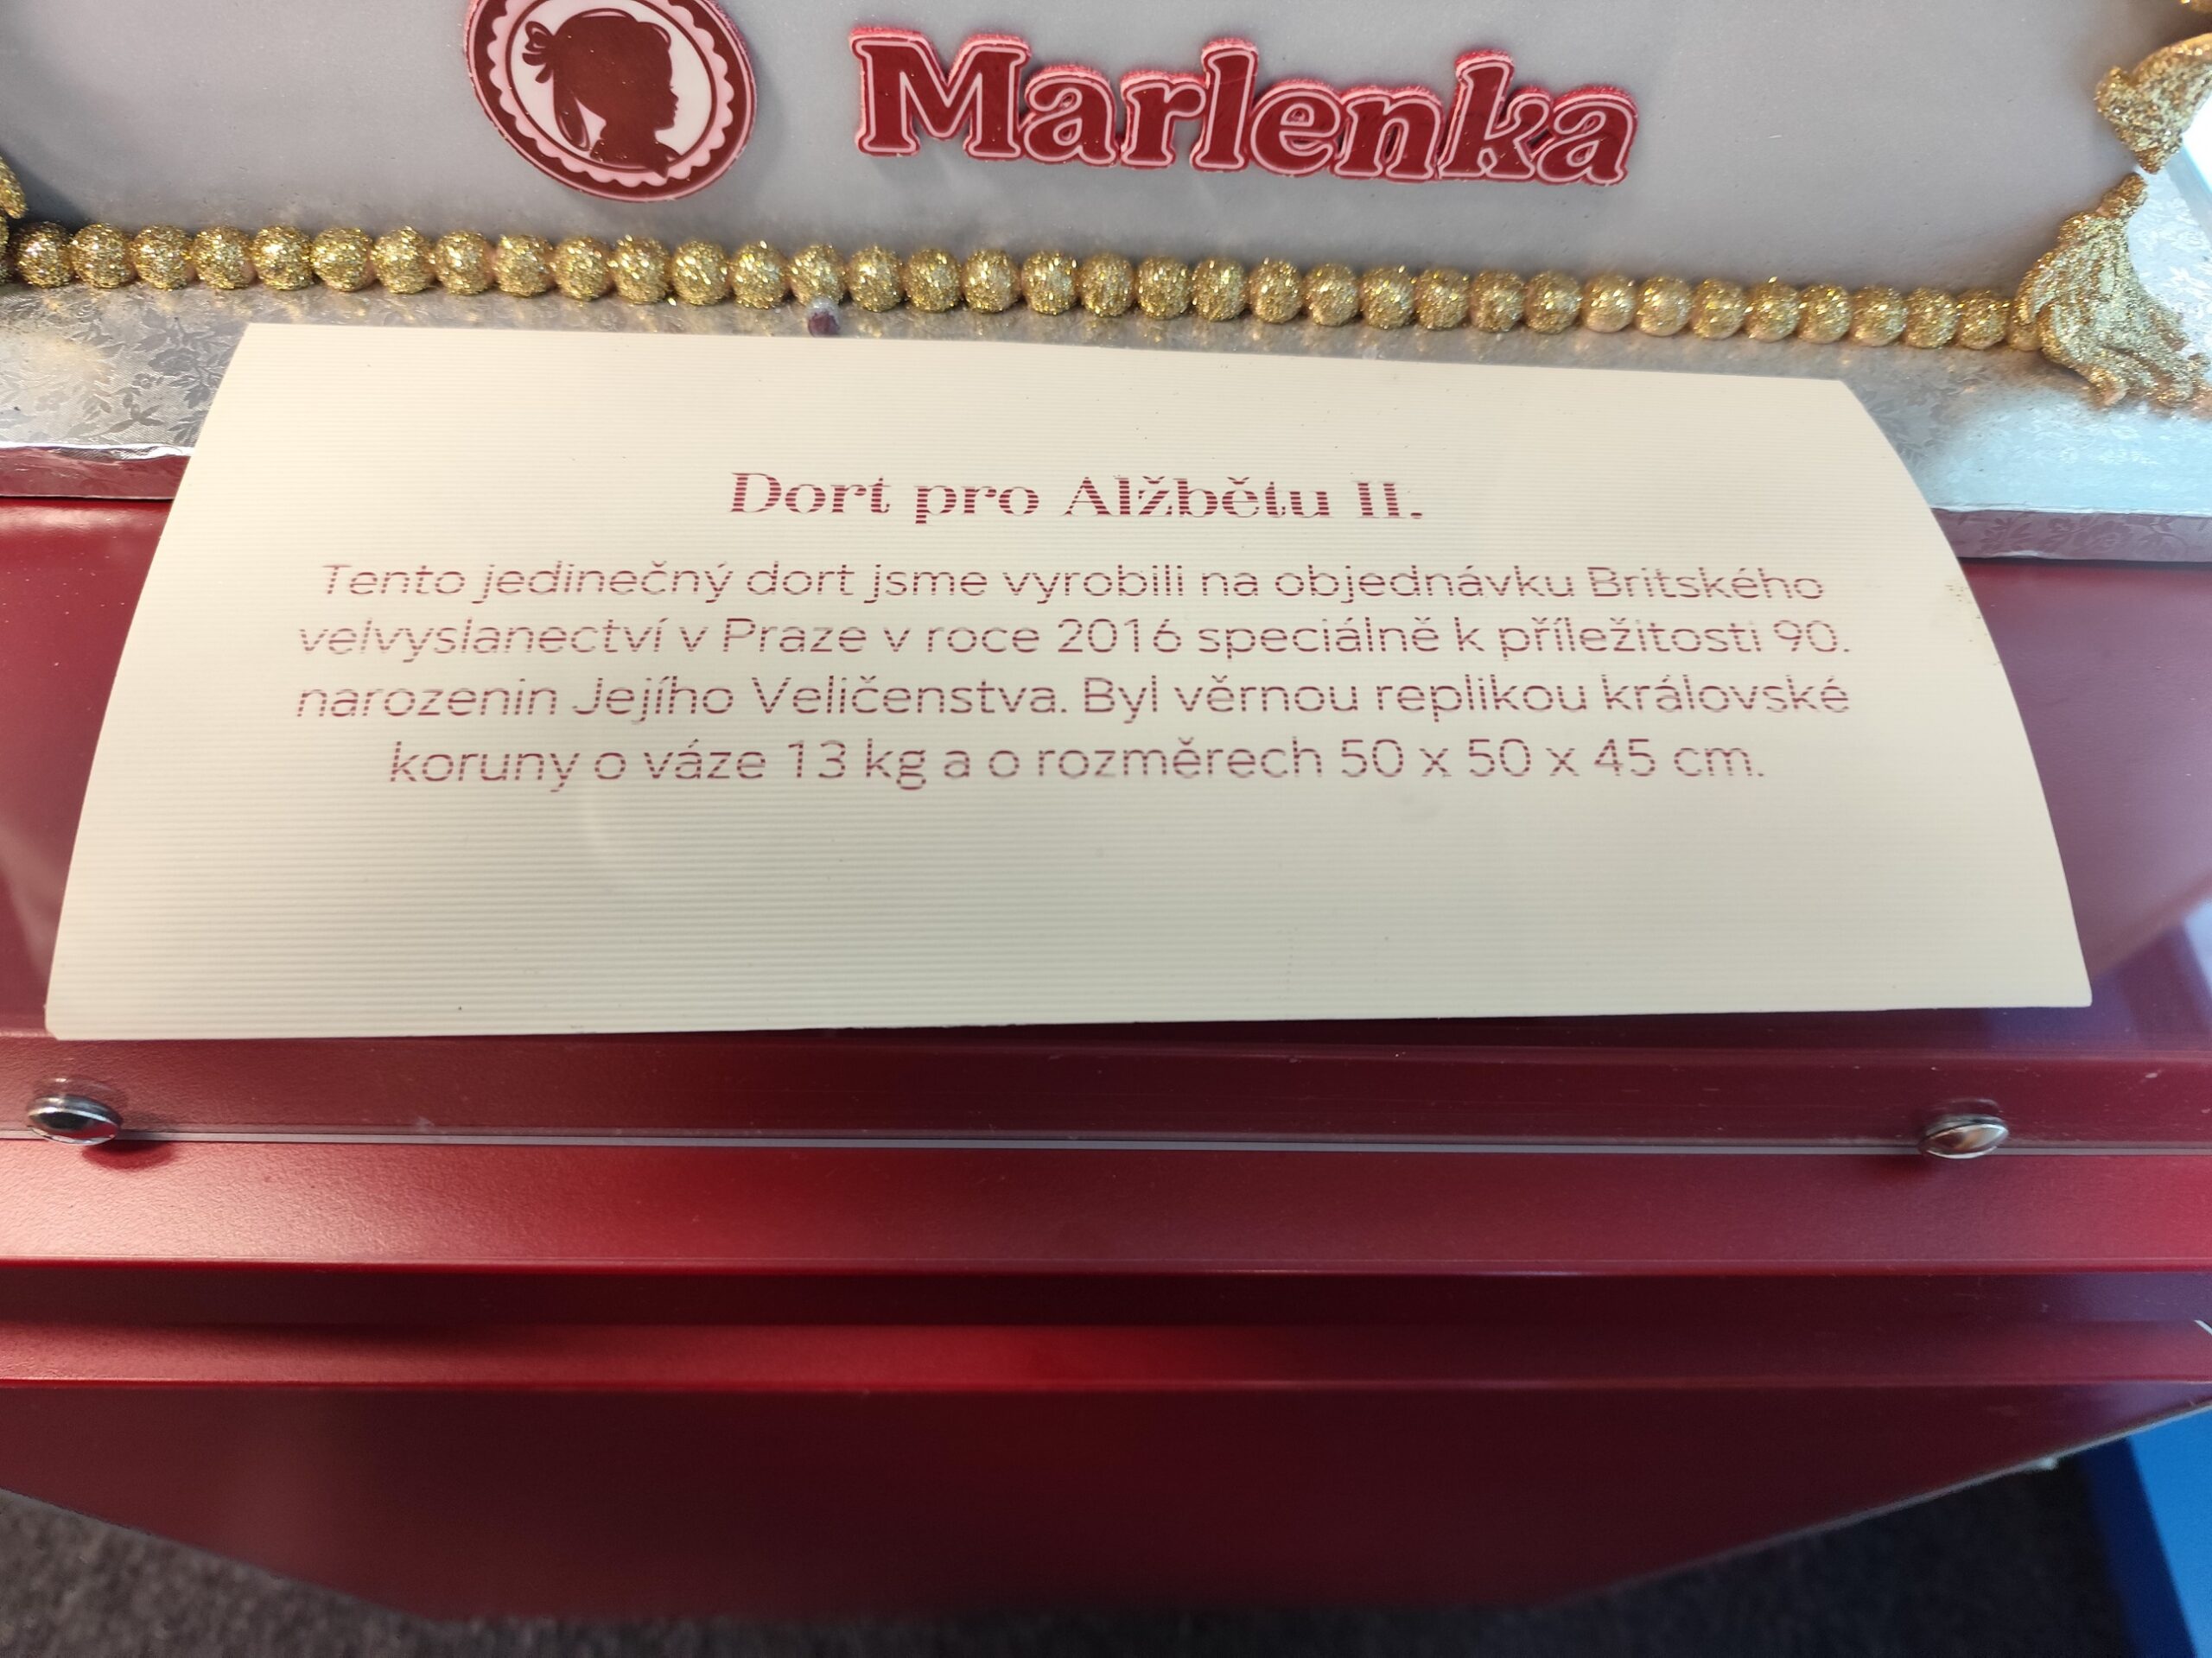 Marlenka
Dort pro Alžbětu II.
Tento jedinečný dort jsme vyrobili na objednávku Britského
velvyslanectví v Praze v roce 2016 speciálně k příležitosti 90.
narozenin Jejího Veličenstva. Byl věrnou replikou královské
koruny o váze 13 kg a o rozměrech 50 x 50 x 45 cm.